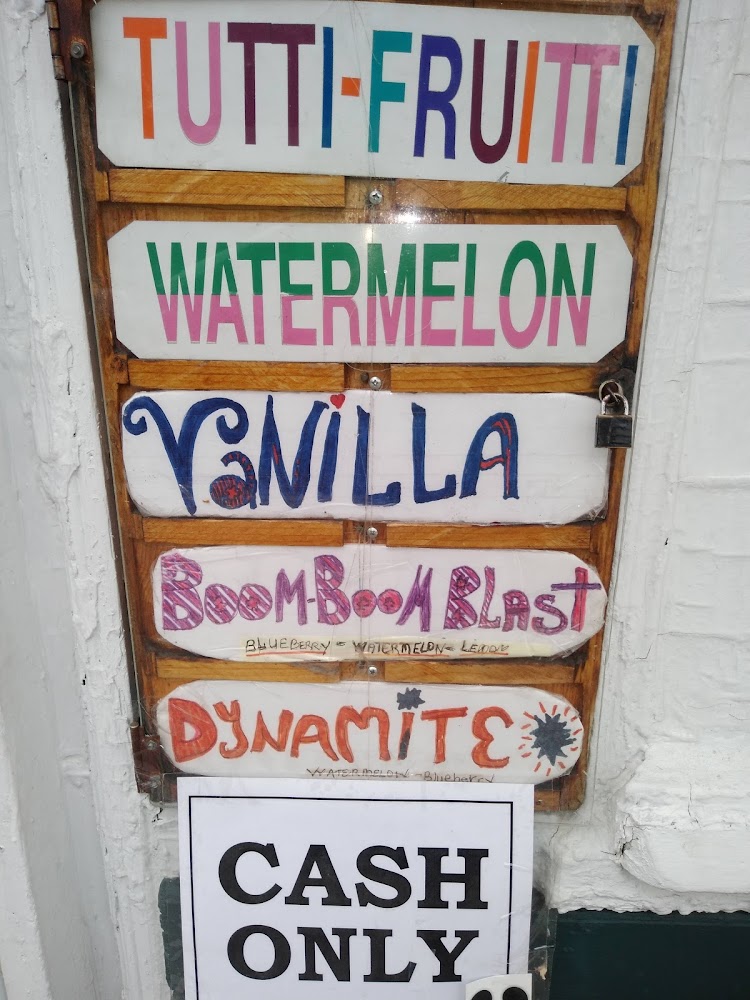 TUTTI-FRUITTI
WATERMELON
VaNiLLA
BOOM-BOOM BLAST
BLUEBERRY - WATERMELON - LEMON
DYNAMiTE
WATERMELON - Blueberry
CASH
ONLY